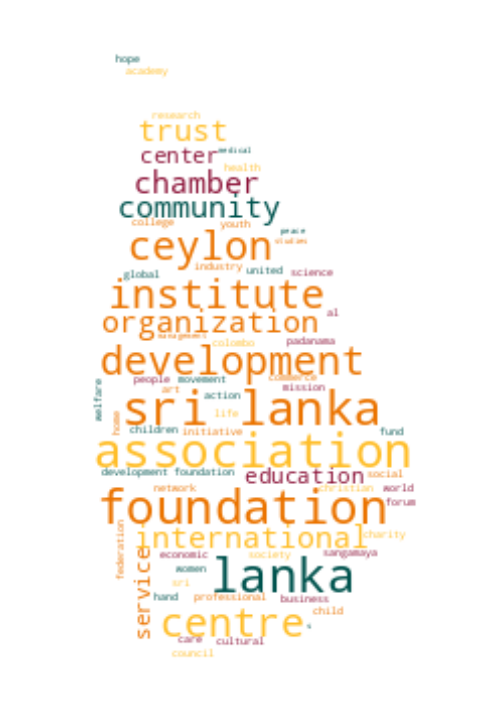 hope
academy
research
trust
center medical
health
chamber
community
college youth
peace
ceylon studies
industry united science
global
institute
al
organization
management colombo padanama
development
people movement commerce
mission
welfare art action
sri lanka
home life
children initiative fund
association
development foundation education social
network christian world
foundation forum
federation international charity
economic society sangamaya
women lanka
sri
service hand professional business
child
centre s
care cultural
council